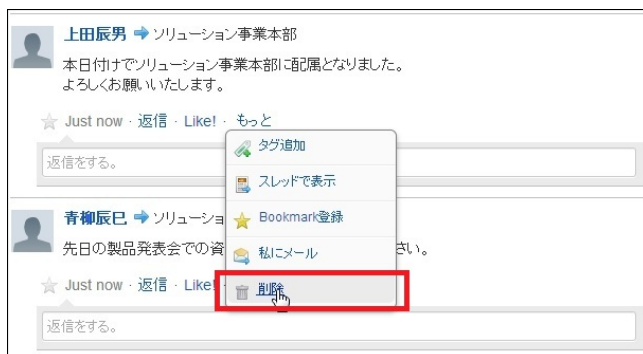 上田辰男 ➡ ソリューション事業本部
本日付けでソリューション事業本部に配属となりました。
よろしくお願いいたします。
Just now · 返信 · Like! · もっと
返信をする。
タグ追加
スレッドで表示
Bookmark登録
私にメール
削除
青柳辰巳 ➡ ソリューショ
先日の製品発表会での資
さい。
Just now · 返信 · Like!
返信をする。